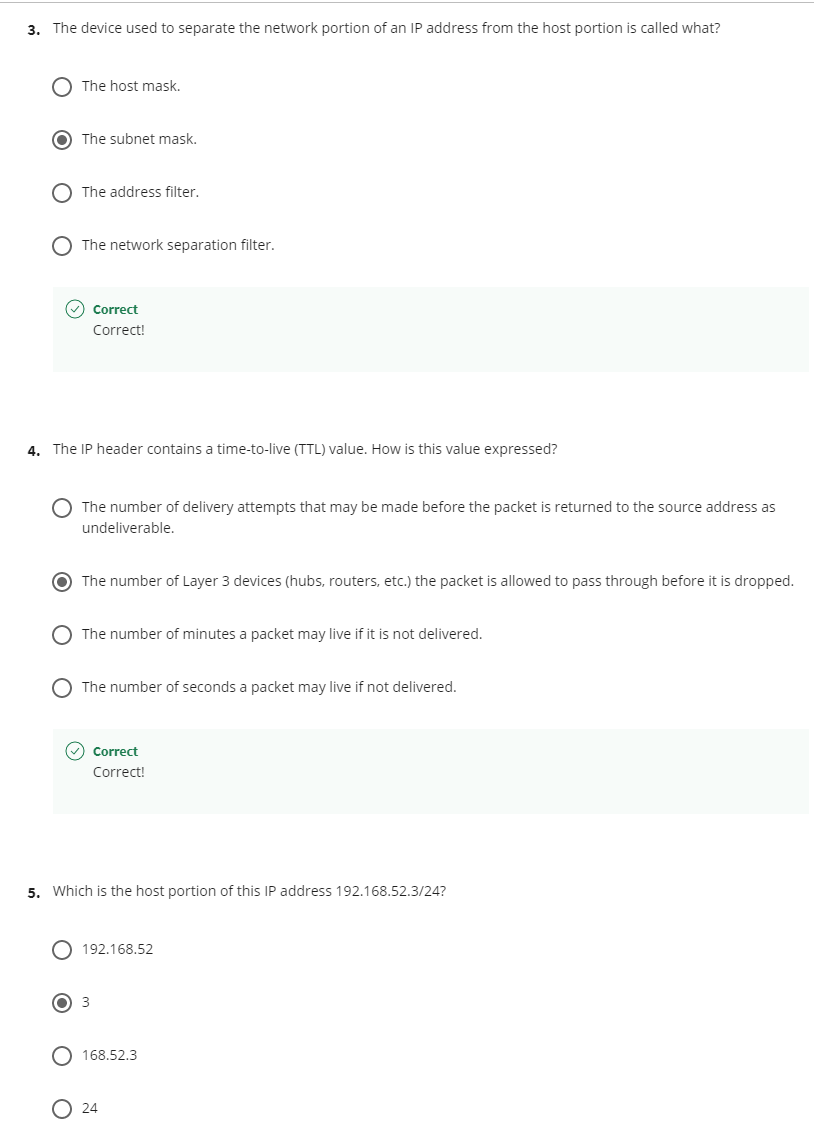 3. The device used to separate the network portion of an IP address from the host portion is called what?
The host mask.
The subnet mask.
The address filter.
The network separation filter.
Correct
Correct!
4. The IP header contains a time-to-live (TTL) value. How is this value expressed?
The number of delivery attempts that may be made before the packet is returned to the source address as
undeliverable.
The number of Layer 3 devices (hubs, routers, etc.) the packet is allowed to pass through before it is dropped.
The number of minutes a packet may live if it is not delivered.
The number of seconds a packet may live if not delivered.
Correct
Correct!
5. Which is the host portion of this IP address 192.168.52.3/24?
192.168.52
3
168.52.3
24